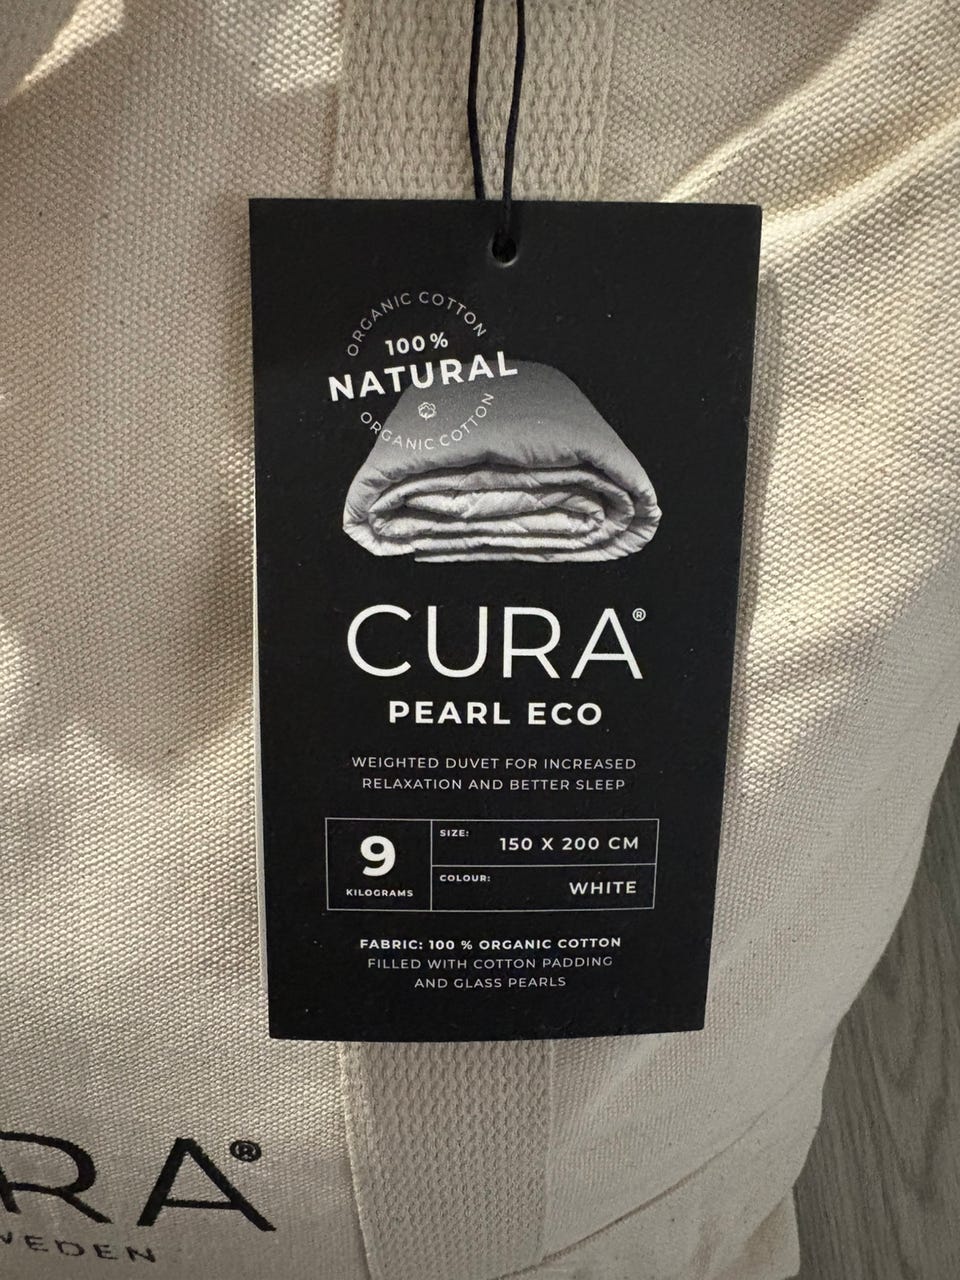 ORGANIC COTTON
100%
NATURAL
ORGANIC COTTON
CURA®
PEARL ECO
WEIGHTED DUVET FOR INCREASED
RELAXATION AND BETTER SLEEP
9
KILOGRAMS
SIZE:
150 X 200 CM
COLOUR:
WHITE
FABRIC: 100 % ORGANIC COTTON
FILLED WITH COTTON PADDING
AND GLASS PEARLS
RA®
WEDEN